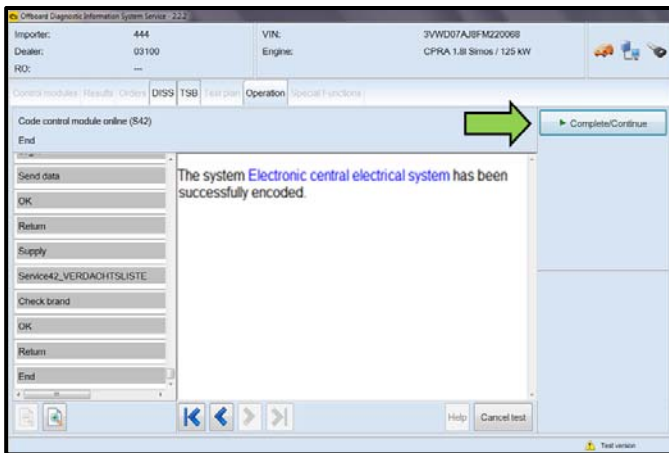 Offboard Diagnostic Information System Service - 2.2.2
Importer: 444
Dealer: 03100
RO: ---
VIN: 3VWD07AJ8FM220068
Engine: CPRA 1.8l Simos / 125 kW
Control modules Results Orders DISS TSB Test plan Operation Special Functions
Code control module online (S42)
End
Complete/Continue
Send data
OK
Return
Supply
Service42_VERDACHTSLISTE
Check brand
OK
Return
End
The system Electronic central electrical system has been
successfully encoded.
Help Cancel test
Test version